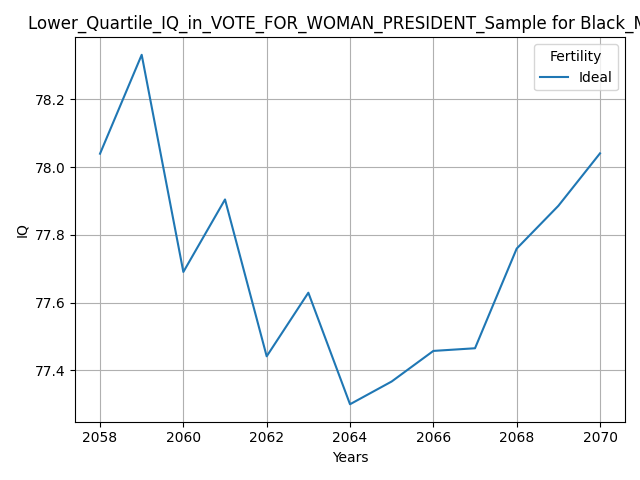 Lower_Quartile_IQ_in_VOTE_FOR_WOMAN_PRESIDENT_Sample for Black_M
Fertility
Ideal
78.2
78.0
77.8
77.6
77.4
IQ
2058 2060 2062 2064 2066 2068 2070
Years